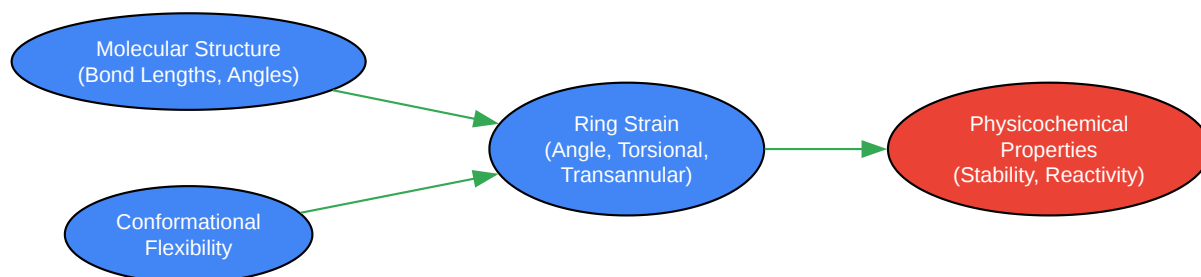 Molecular Structure
(Bond Lengths, Angles)
Conformational
Flexibility
Ring Strain
(Angle, Torsional,
Transannular)
Physicochemical
Properties
(Stability, Reactivity)